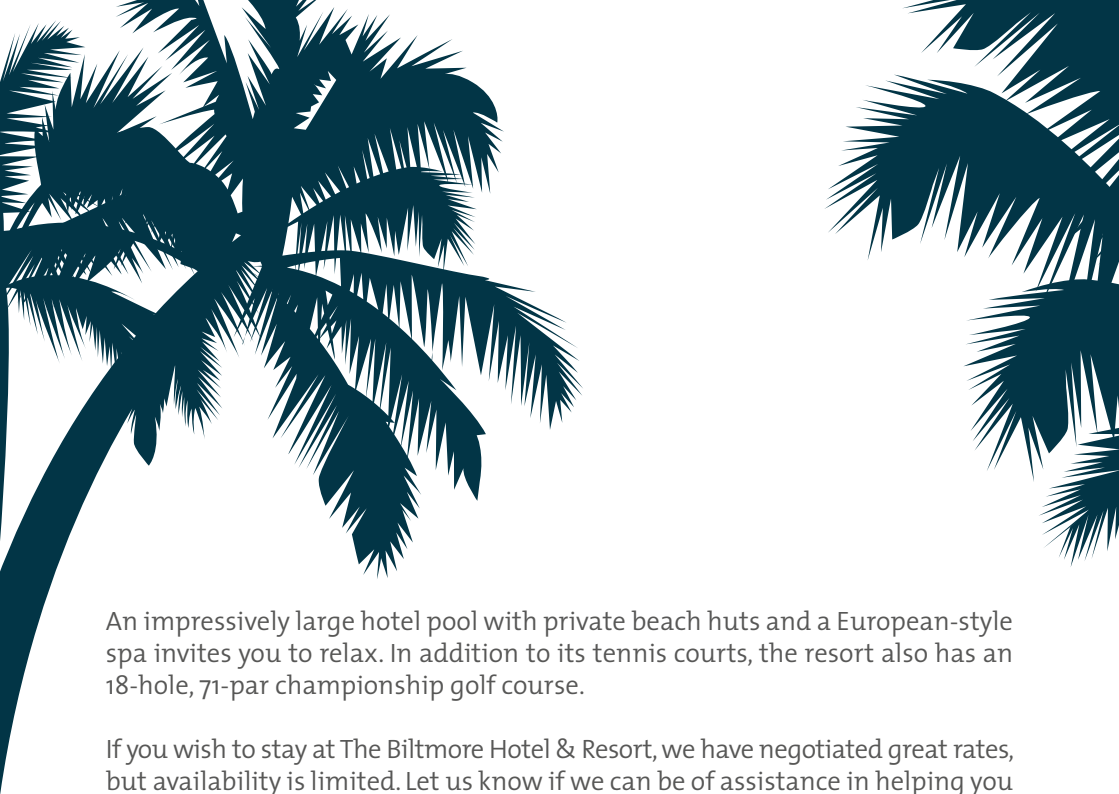 An impressively large hotel pool with private beach huts and a European-style
spa invites you to relax. In addition to its tennis courts, the resort also has an
18-hole, 71-par championship golf course.
If you wish to stay at The Biltmore Hotel & Resort, we have negotiated great rates,
but availability is limited. Let us know if we can be of assistance in helping you